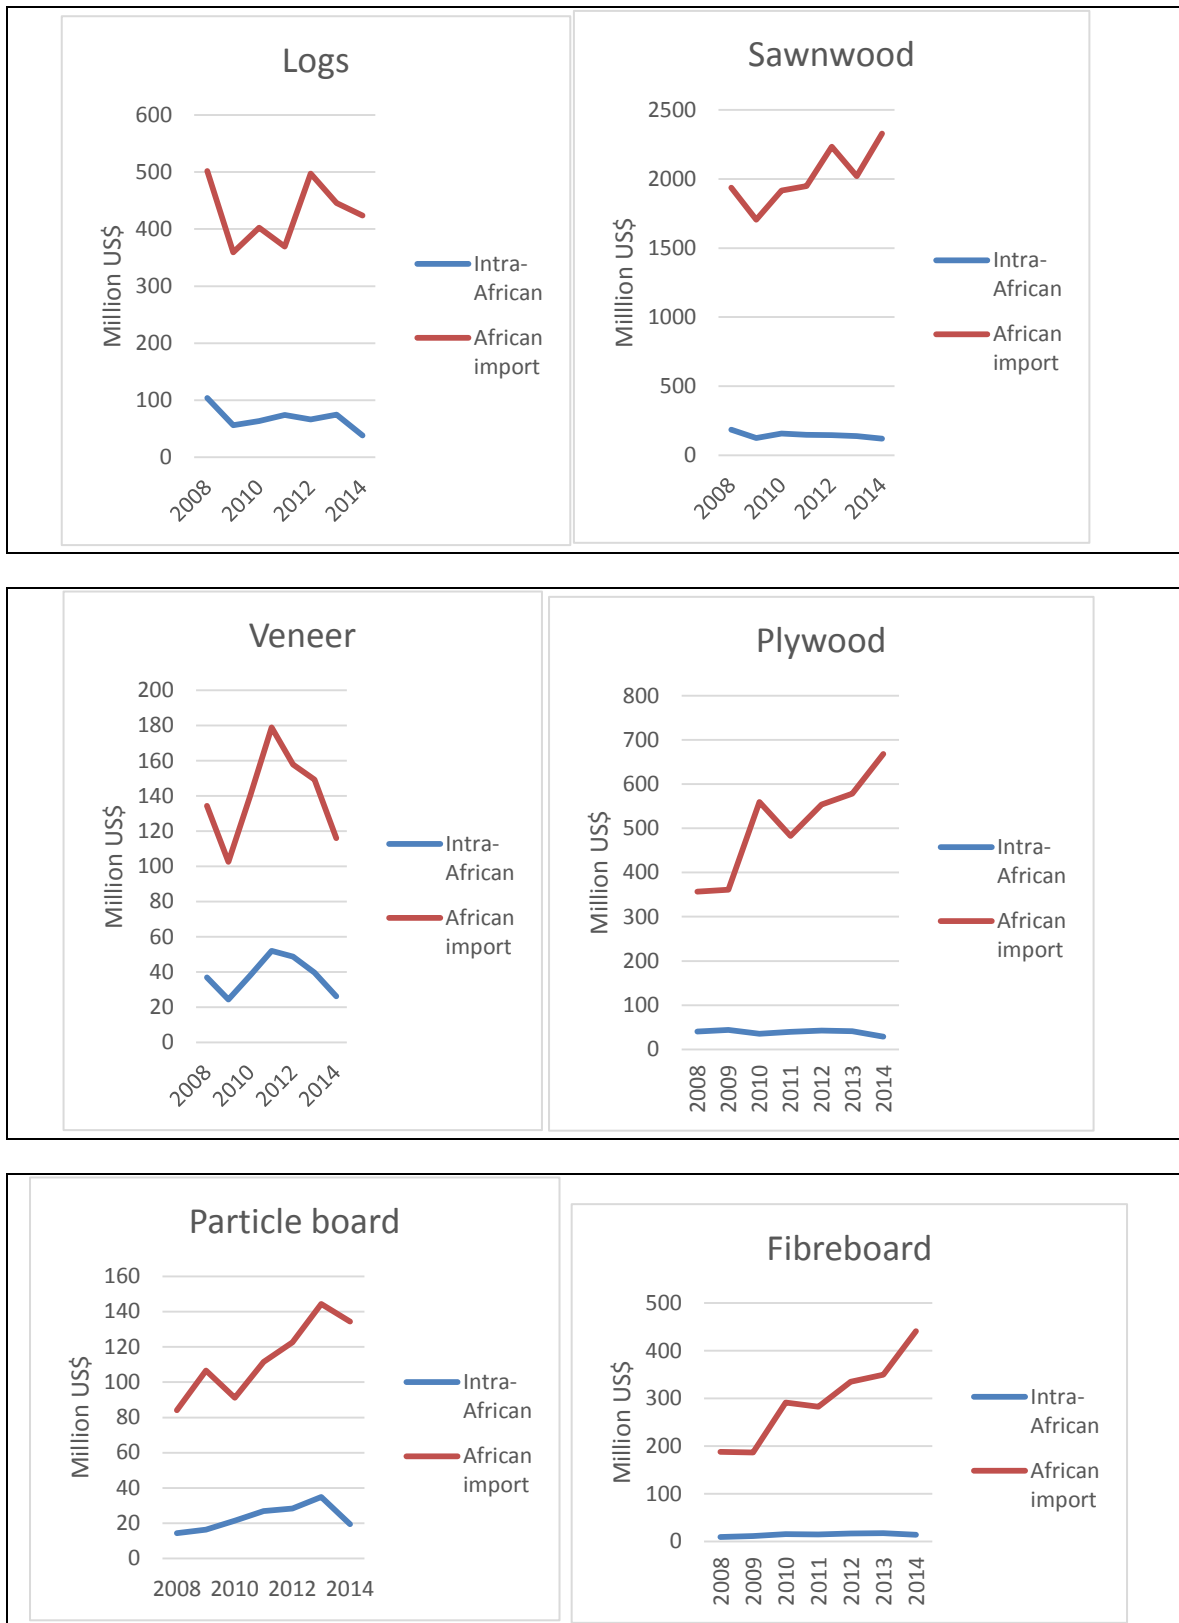 Logs
600
500
400
300
200
100
0
Million US$
2008
2010
2012
2014
Intra-
African
African
import
Sawnwood
2500
2000
1500
1000
500
0
Milllion US$
2008
2010
2012
2014
Intra-
African
African
import
Veneer
200
180
160
140
120
100
80
60
40
20
0
Million US$
2008
2010
2012
2014
Intra-
African
African
import
Plywood
800
700
600
500
400
300
200
100
0
Million US$
2008
2009
2010
2011
2012
2013
2014
Intra-
African
African
import
Particle board
160
140
120
100
80
60
40
20
0
Million US$
2008 2010 2012 2014
Intra-
African
African
import
Fibreboard
500
400
300
200
100
0
Million US$
2008
2009
2010
2011
2012
2013
2014
Intra-
African
African
import